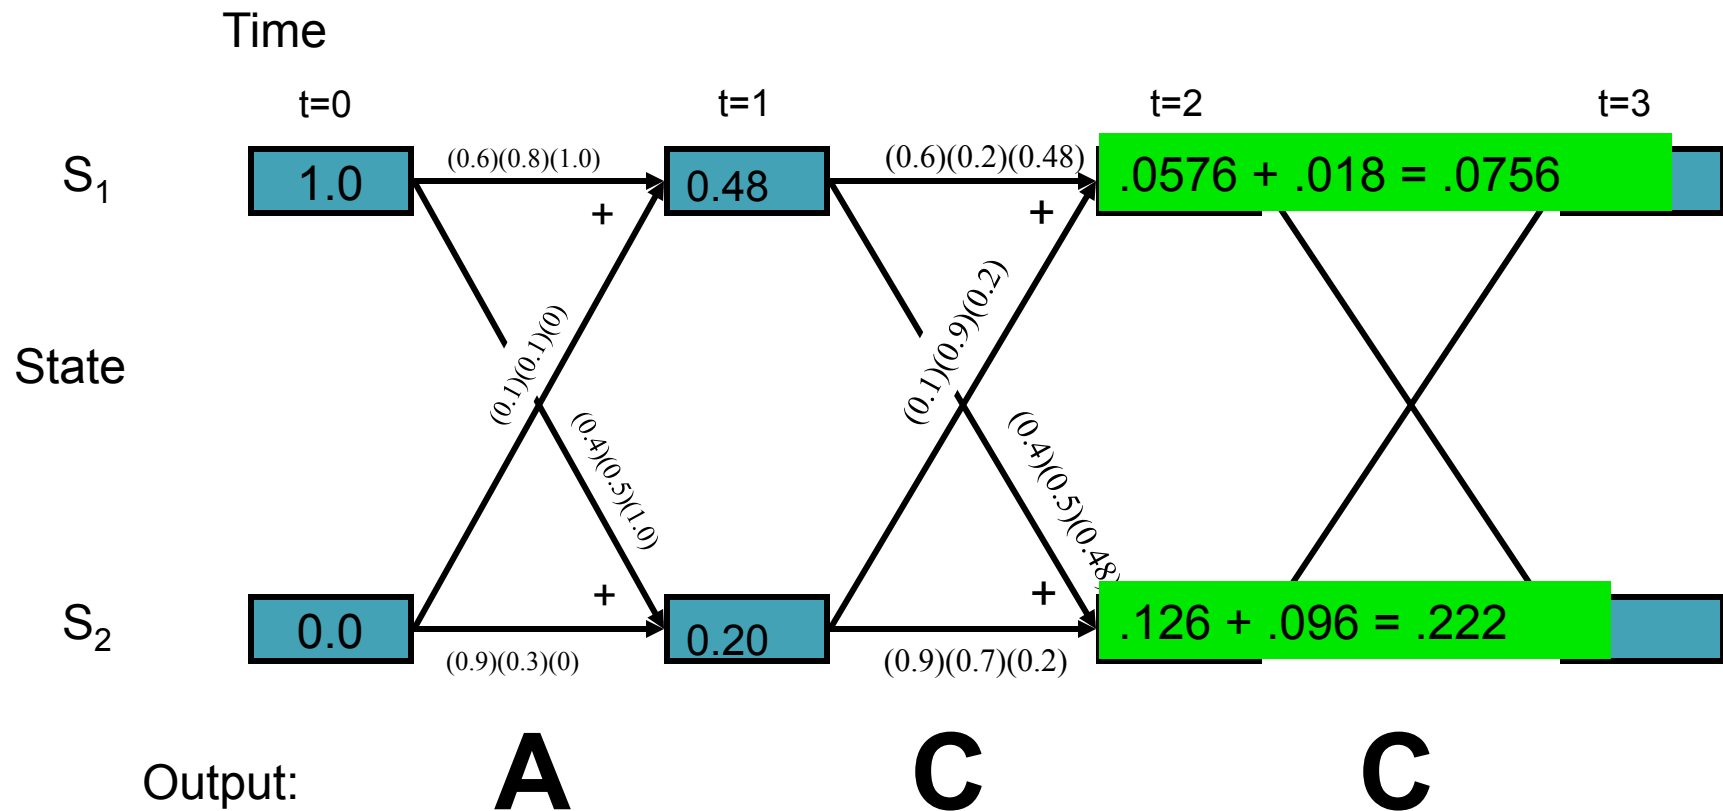 Time
t=0 t=1 t=2 t=3
S1 1.0 (0.6)(0.8)(1.0) 0.48 (0.6)(0.2)(0.48) .0576 + .018 = .0756
+ +
(0.1)(0.1)(0) (0.1)(0.9)(0.2)
State
(0.4)(0.5)(1.0) (0.4)(0.5)(0.48)
+ +
S2 0.0 0.20 .126 + .096 = .222
(0.9)(0.3)(0) (0.9)(0.7)(0.2)
Output: A C C